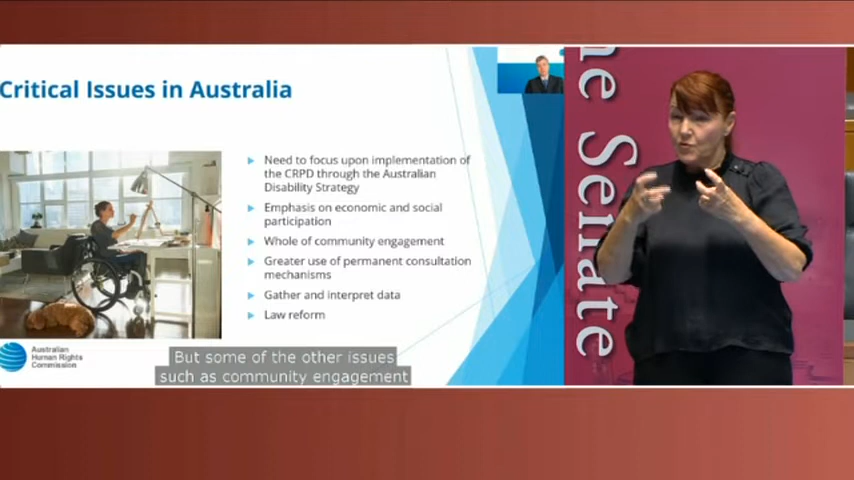 Critical Issues in Australia
Need to focus upon implementation of
the CRPD through the Australian
Disability Strategy
Emphasis on economic and social
participation
Whole of community engagement
Greater use of permanent consultation
mechanisms
Gather and interpret data
Law reform
Australian
Human Rights
Commission
But some of the other issues
such as community engagement
he Senate